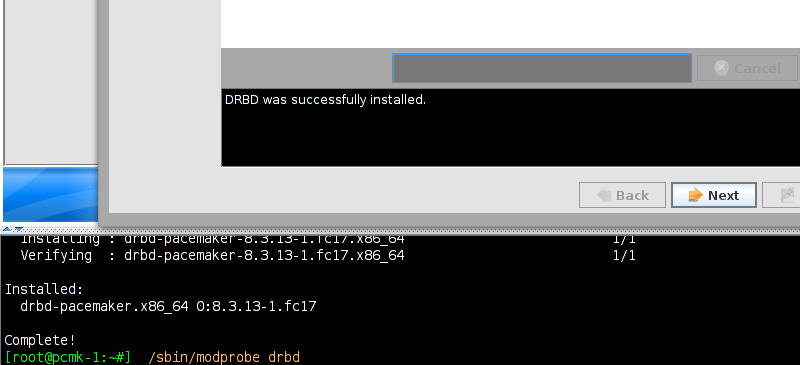 Cancel
DRBD was successfully installed.
Back
Next
Installing : drbd-pacemaker-8.3.13-1.fc17.x86_64 1/1
Verifying : drbd-pacemaker-8.3.13-1.fc17.x86_64 1/1
Installed:
drbd-pacemaker.x86_64 0:8.3.13-1.fc17
Complete!
[root@pcmk-1:~#] /sbin/modprobe drbd